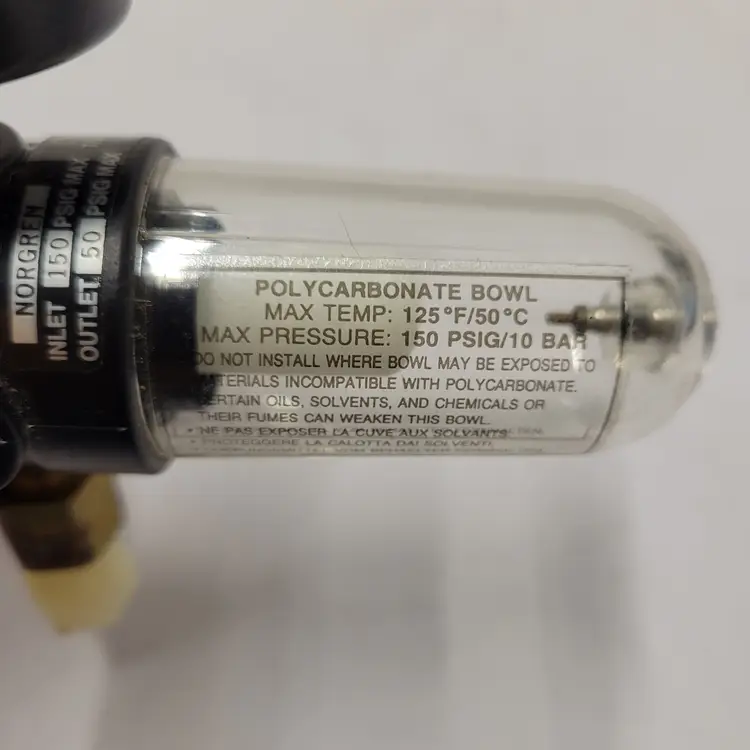 NORGREN
INLET 150 PSIG MAX
OUTLET 50 PSIG MAX
POLYCARBONATE BOWL
MAX TEMP: 125°F/50°C
MAX PRESSURE: 150 PSIG/10 BAR
DO NOT INSTALL WHERE BOWL MAY BE EXPOSED TO
MATERIALS INCOMPATIBLE WITH POLYCARBONATE.
CERTAIN OILS, SOLVENTS, AND CHEMICALS OR
THEIR FUMES CAN WEAKEN THIS BOWL.
• NE PAS EXPOSER LA CUVE AUX SOLVANTS
• PROTEGGERE LA CALOTTA DAI SOLVENTI